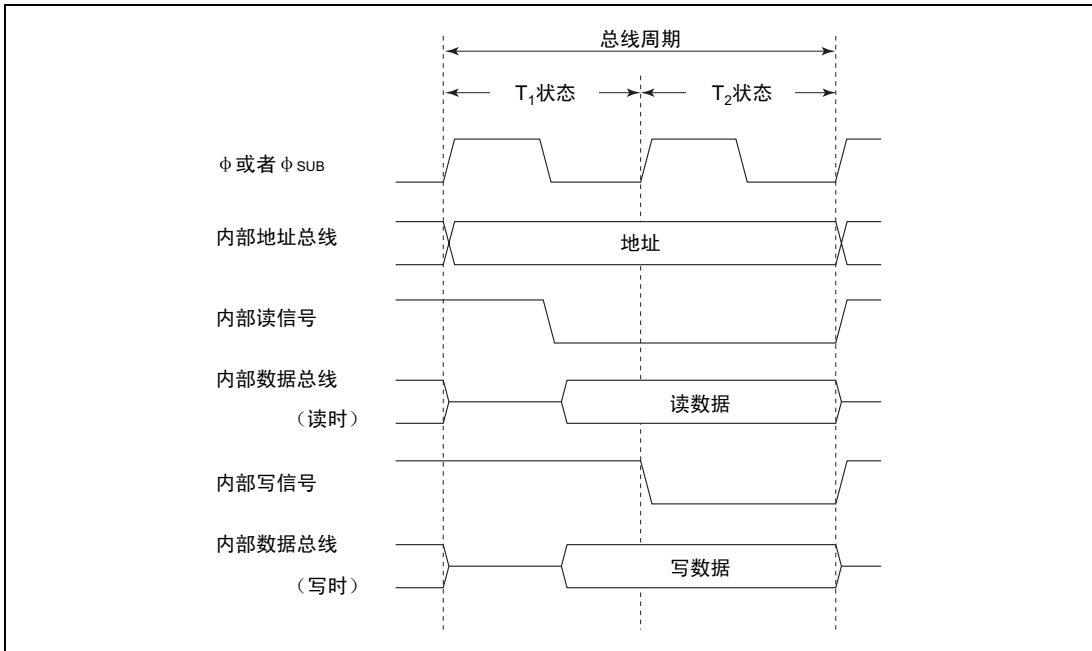 总线周期
T₁状态
T₂状态
φ或者φSUB
内部地址总线
地址
内部读信号
内部数据总线
（读时）
读数据
内部写信号
内部数据总线
（写时）
写数据